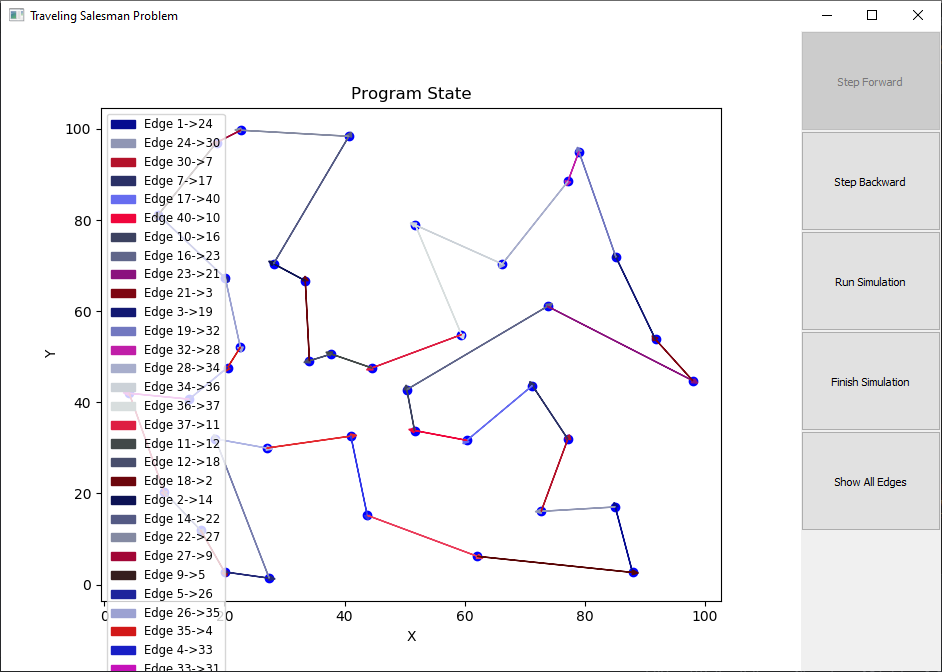 Traveling Salesman Problem
Program State
Step Forward
Step Backward
Run Simulation
Finish Simulation
Show All Edges
Y
100
80
60
40
20
0
Edge 1->24
Edge 24->30
Edge 30->7
Edge 7->17
Edge 17->40
Edge 40->10
Edge 10->16
Edge 16->23
Edge 23->21
Edge 21->3
Edge 3->19
Edge 19->32
Edge 32->28
Edge 28->34
Edge 34->36
Edge 36->37
Edge 37->11
Edge 11->12
Edge 12->18
Edge 18->2
Edge 2->14
Edge 14->22
Edge 22->27
Edge 27->9
Edge 9->5
Edge 5->26
Edge 26->35
Edge 35->4
Edge 4->33
Edge 33->31
0 20 40 60 80 100
X